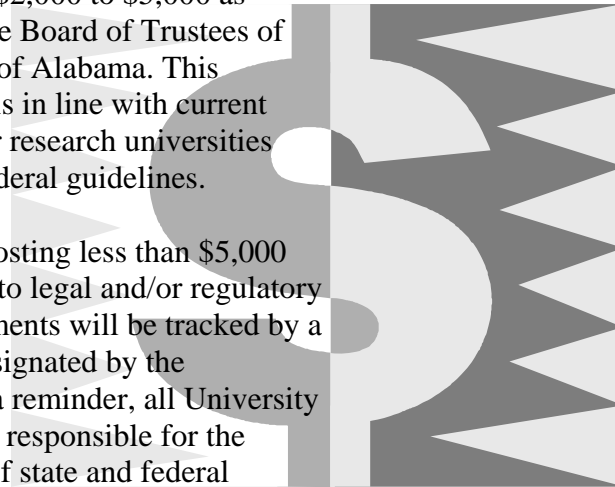 $2,000 to $5,000 as
e Board of Trustees of
of Alabama. This
s in line with current
r research universities
deral guidelines.
osting less than $5,000
to legal and/or regulatory
ments will be tracked by a
signated by the
a reminder, all University
responsible for the
f state and federal